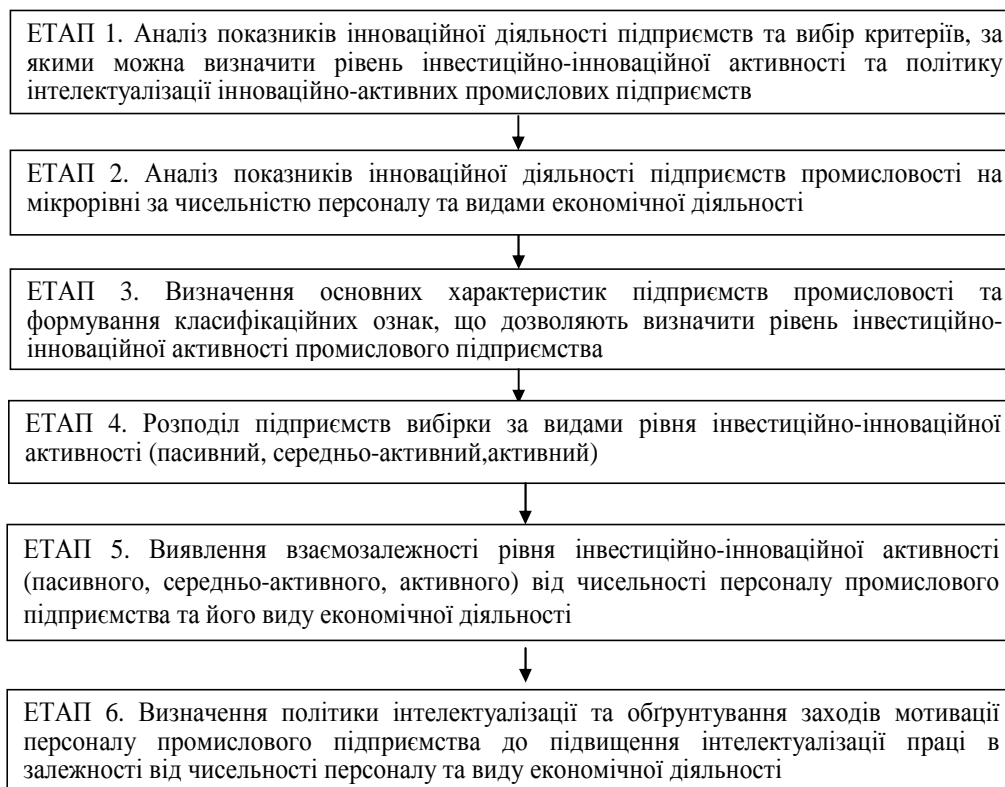 ЕТАП 1. Аналіз показників інноваційної діяльності підприємств та вибір критеріїв, за
якими можна визначити рівень інвестиційно-інноваційної активності та політику
інтелектуалізації інноваційно-активних промислових підприємств
ЕТАП 2. Аналіз показників інноваційної діяльності підприємств промисловості на
мікрорівні за чисельністю персоналу та видами економічної діяльності
ЕТАП 3. Визначення основних характеристик підприємств промисловості та
формування класифікаційних ознак, що дозволяють визначити рівень інвестиційно-
інноваційної активності промислового підприємства
ЕТАП 4. Розподіл підприємств вибірки за видами рівня інвестиційно-інноваційної
активності (пасивний, середньо-активний,активний)
ЕТАП 5. Виявлення взаємозалежності рівня інвестиційно-інноваційної активності
(пасивного, середньо-активного, активного) від чисельності персоналу промислового
підприємства та його виду економічної діяльності
ЕТАП 6. Визначення політики інтелектуалізації та обґрунтування заходів мотивації
персоналу промислового підприємства до підвищення інтелектуалізації праці в
залежності від чисельності персоналу та виду економічної діяльності